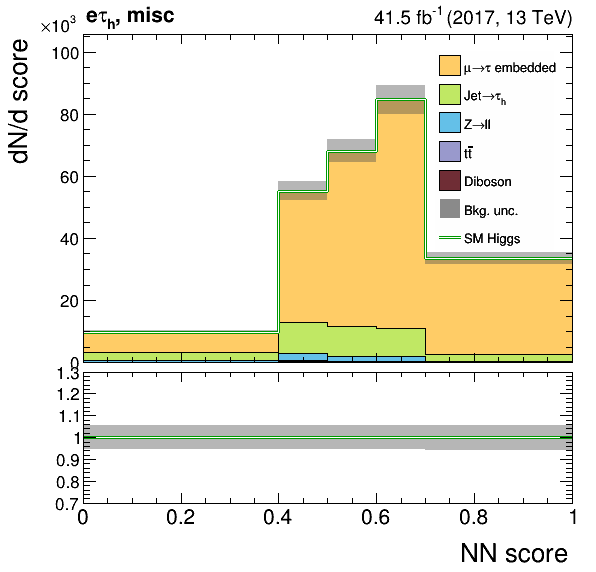 ×10³ eτh, misc 41.5 fb⁻¹ (2017, 13 TeV)
dN/d score
100
80
60
40
20
0
μ→τ embedded
Jet→τh
Z→ll
tt̄
Diboson
Bkg. unc.
SM Higgs
1.3
1.2
1.1
1
0.9
0.8
0.7
0 0.2 0.4 0.6 0.8 1
NN score